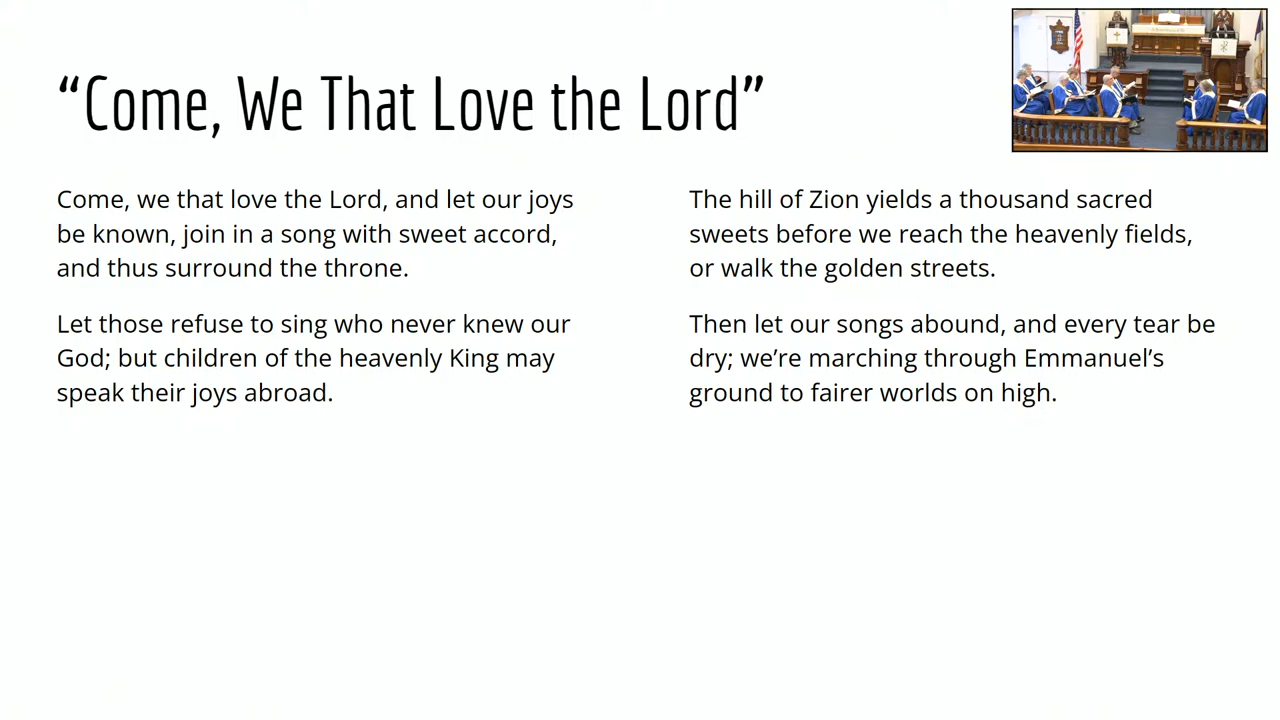 “Come, We That Love the Lord”
Come, we that love the Lord, and let our joys
be known, join in a song with sweet accord,
and thus surround the throne.
Let those refuse to sing who never knew our
God; but children of the heavenly King may
speak their joys abroad.
The hill of Zion yields a thousand sacred
sweets before we reach the heavenly fields,
or walk the golden streets.
Then let our songs abound, and every tear be
dry; we’re marching through Emmanuel’s
ground to fairer worlds on high.